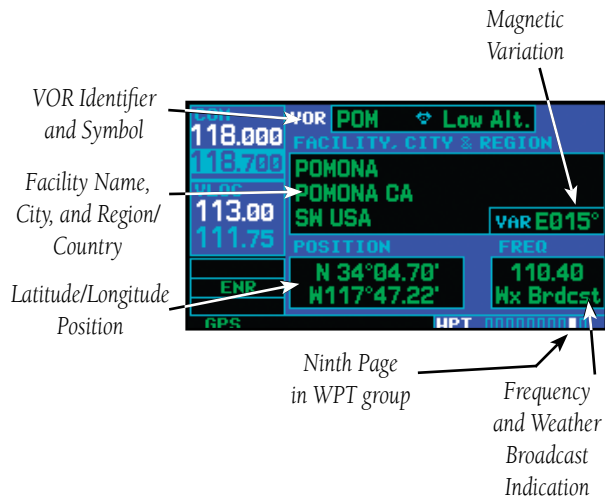 Magnetic
Variation
VOR Identifier
and Symbol
COM
118.000
118.700
VOR POM Low Alt.
FACILITY, CITY & REGION
Facility Name,
City, and Region/
Country
VLOC
113.00
111.75
POMONA
POMONA CA
SW USA
VAR E015°
POSITION
FREQ
Latitude/Longitude
Position
ENR
GPS
N 34°04.70'
W117°47.22'
110.40
Wx Brdcst
WPT
Ninth Page
in WPT group
Frequency
and Weather
Broadcast
Indication